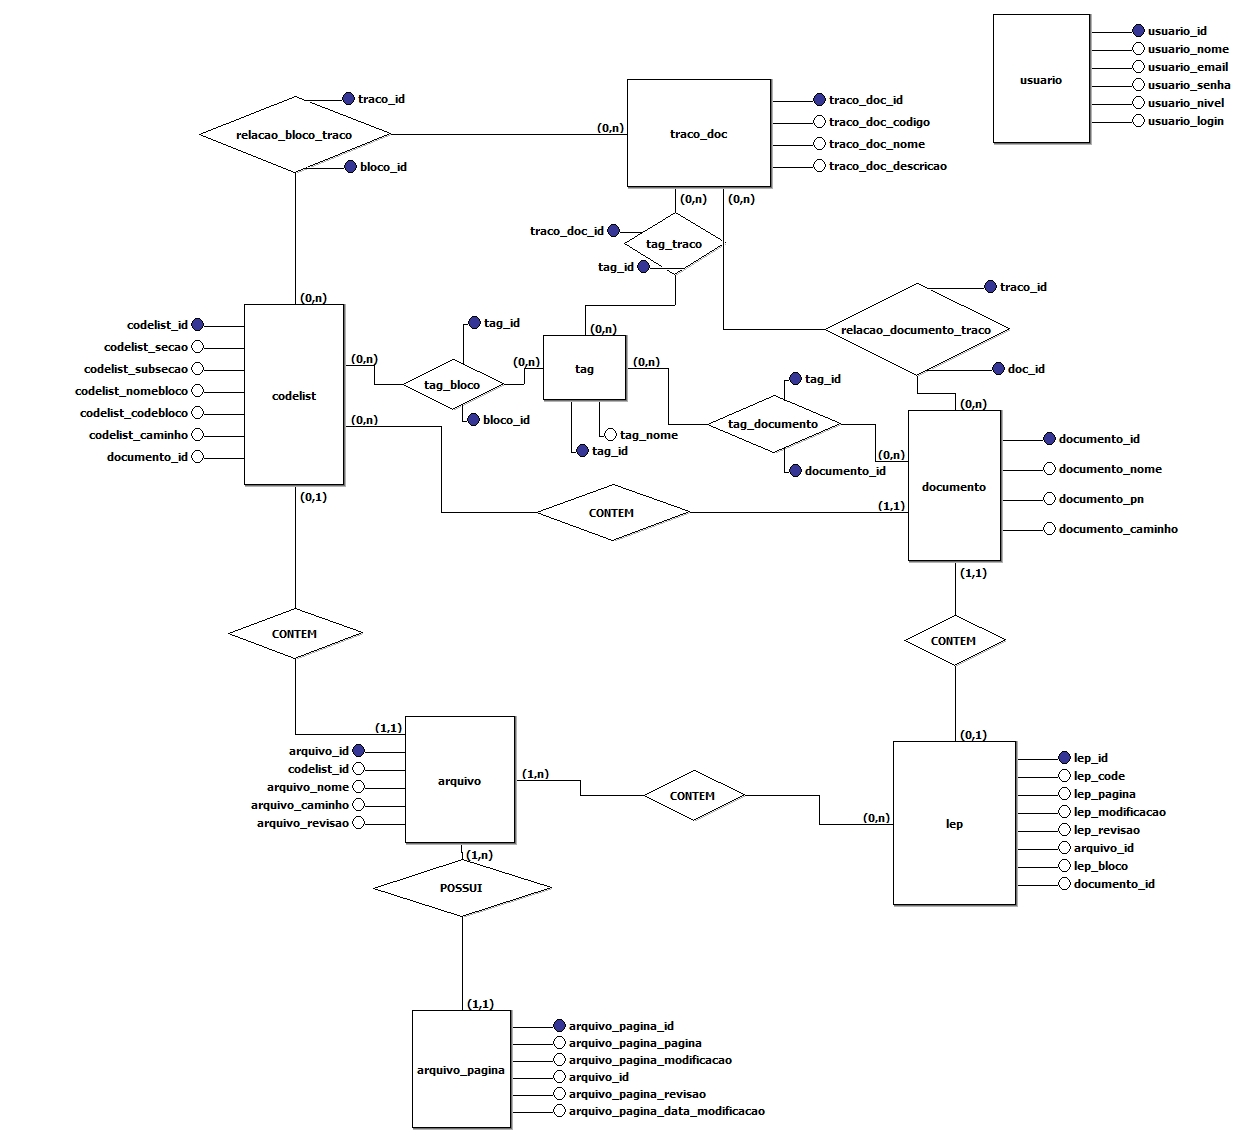 usuario
usuario_id
usuario_nome
usuario_email
usuario_senha
usuario_nivel
usuario_login
traco_id
relacao_bloco_traco
bloco_id
(0,n)
(0,n)
traco_doc
traco_doc_id
traco_doc_codigo
traco_doc_nome
traco_doc_descricao
(0,n)
(0,n)
traco_doc_id
tag_traco
tag_id
(0,n)
traco_id
relacao_documento_traco
doc_id
(0,n)
codelist_id
codelist_secao
codelist_subsecao
codelist_nomebloco
codelist_codebloco
codelist_caminho
documento_id
codelist
(0,n)
(0,n)
(0,1)
tag_id
tag_bloco
bloco_id
(0,n)
tag
(0,n)
tag_nome
tag_id
tag_id
tag_documento
documento_id
(0,n)
CONTEM
(1,1)
documento
documento_id
documento_nome
documento_pn
documento_caminho
(1,1)
CONTEM
CONTEM
(0,1)
(1,1)
arquivo_id
codelist_id
arquivo_nome
arquivo_caminho
arquivo_revisao
arquivo
(1,n)
CONTEM
(0,n)
lep
lep_id
lep_code
lep_pagina
lep_modificacao
lep_revisao
arquivo_id
lep_bloco
documento_id
(1,n)
POSSUI
(1,1)
arquivo_pagina
arquivo_pagina_id
arquivo_pagina_pagina
arquivo_pagina_modificacao
arquivo_id
arquivo_pagina_revisao
arquivo_pagina_data_modificacao